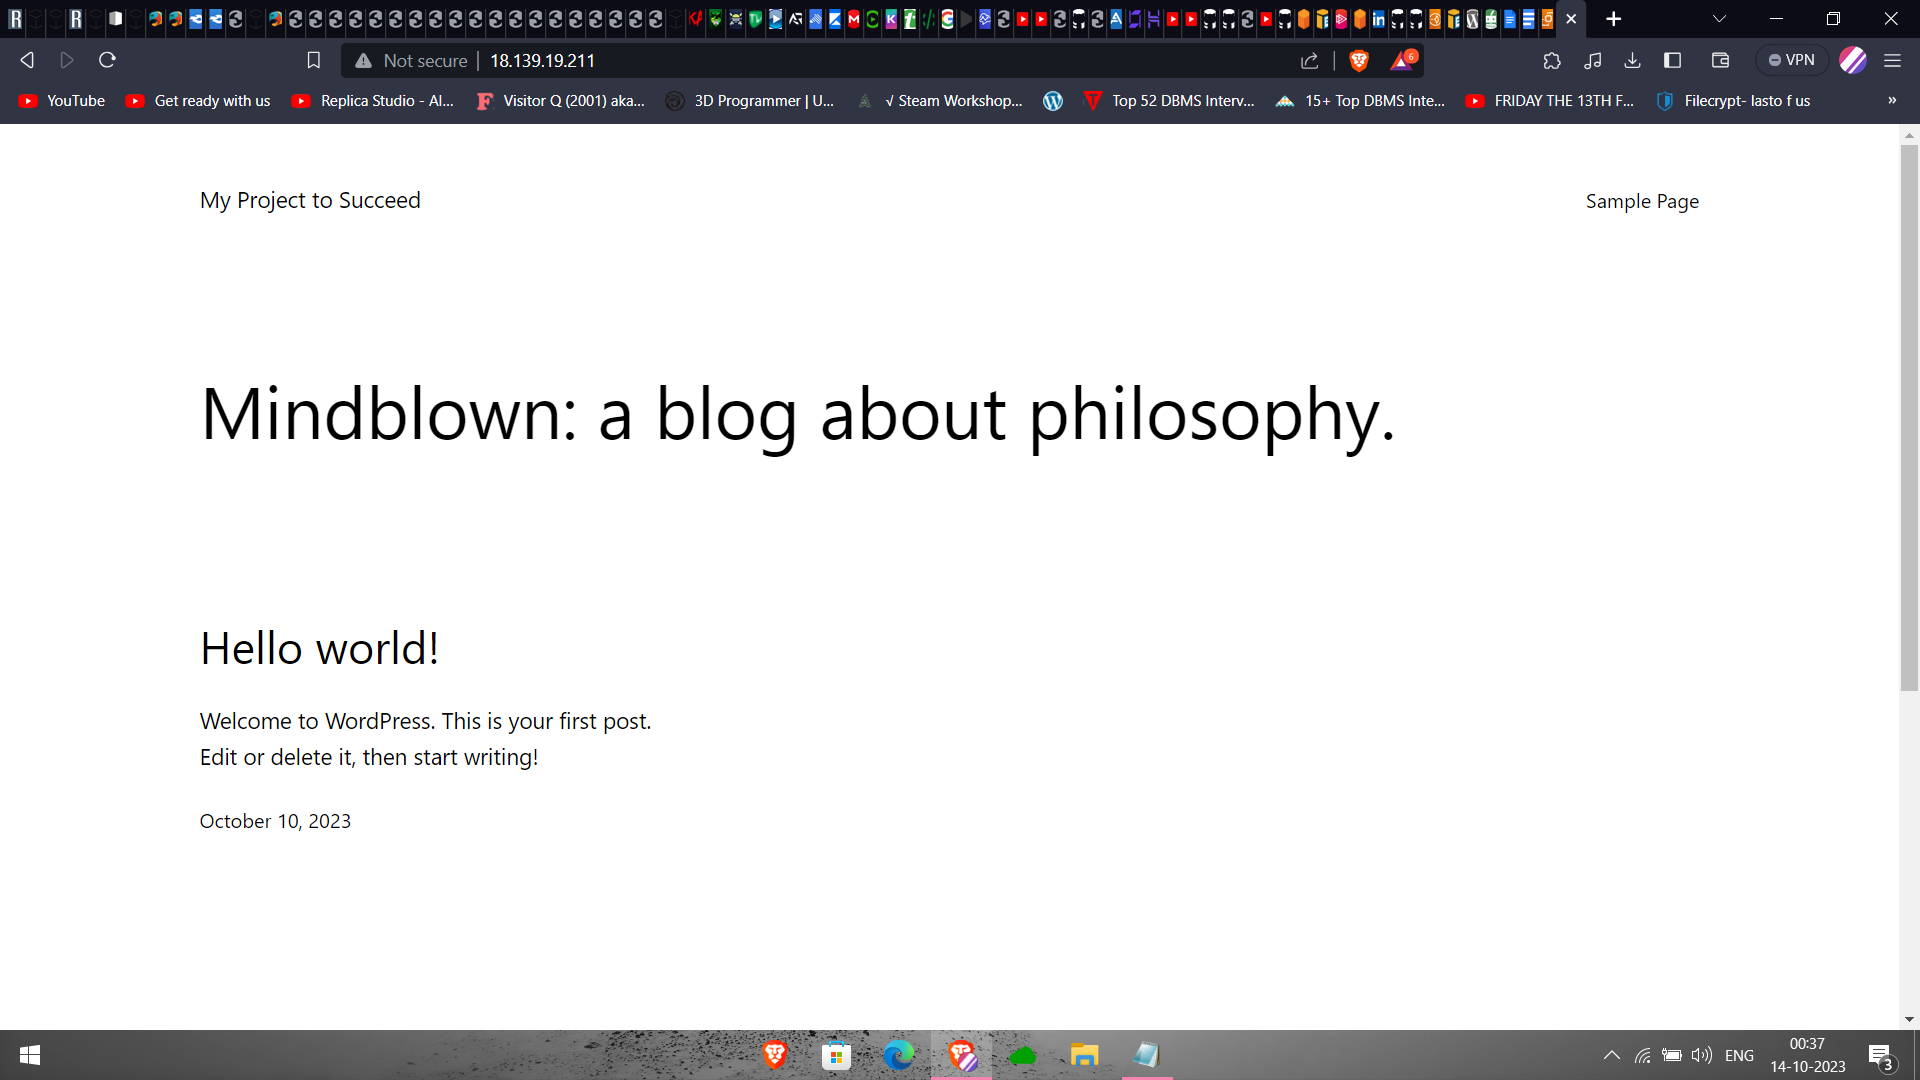 Not secure
18.139.19.211
VPN
6
YouTube
Get ready with us
Replica Studio - AI...
Visitor Q (2001) aka...
3D Programmer | U...
√ Steam Workshop...
Top 52 DBMS Interv...
15+ Top DBMS Inte...
FRIDAY THE 13TH F...
Filecrypt- lasto f us
»
My Project to Succeed
Sample Page
Mindblown: a blog about philosophy.
Hello world!
Welcome to WordPress. This is your first post.
Edit or delete it, then start writing!
October 10, 2023
ENG
00:37
14-10-2023
3